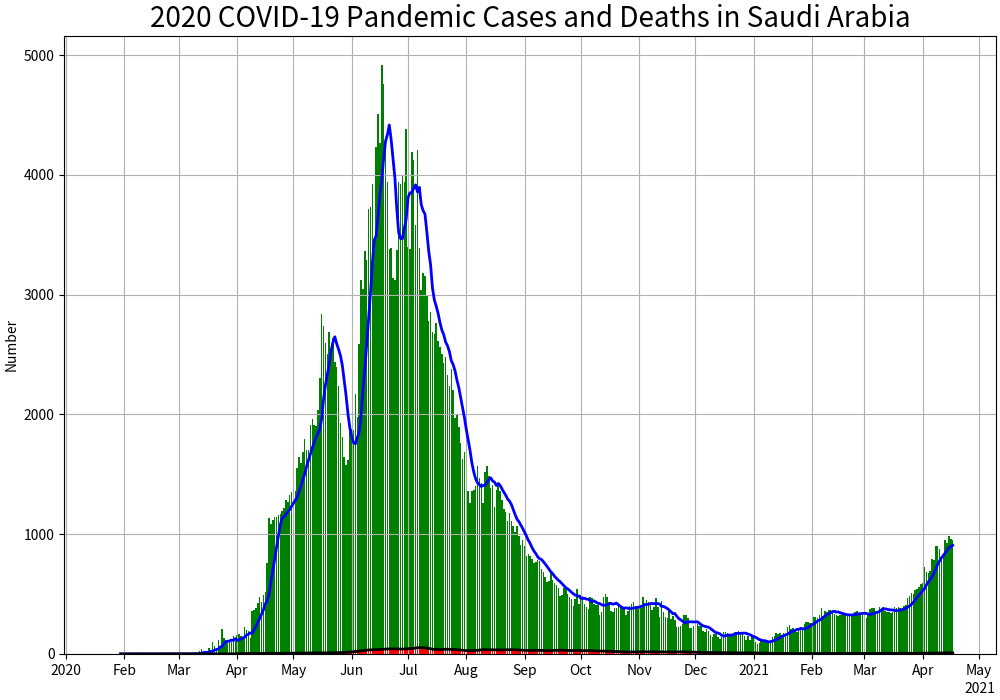 2020 COVID-19 Pandemic Cases and Deaths in Saudi Arabia
5000
4000
3000
2000
1000
0
Number
2020 Feb Mar Apr May Jun Jul Aug Sep Oct Nov Dec 2021 Feb Mar Apr May
2021